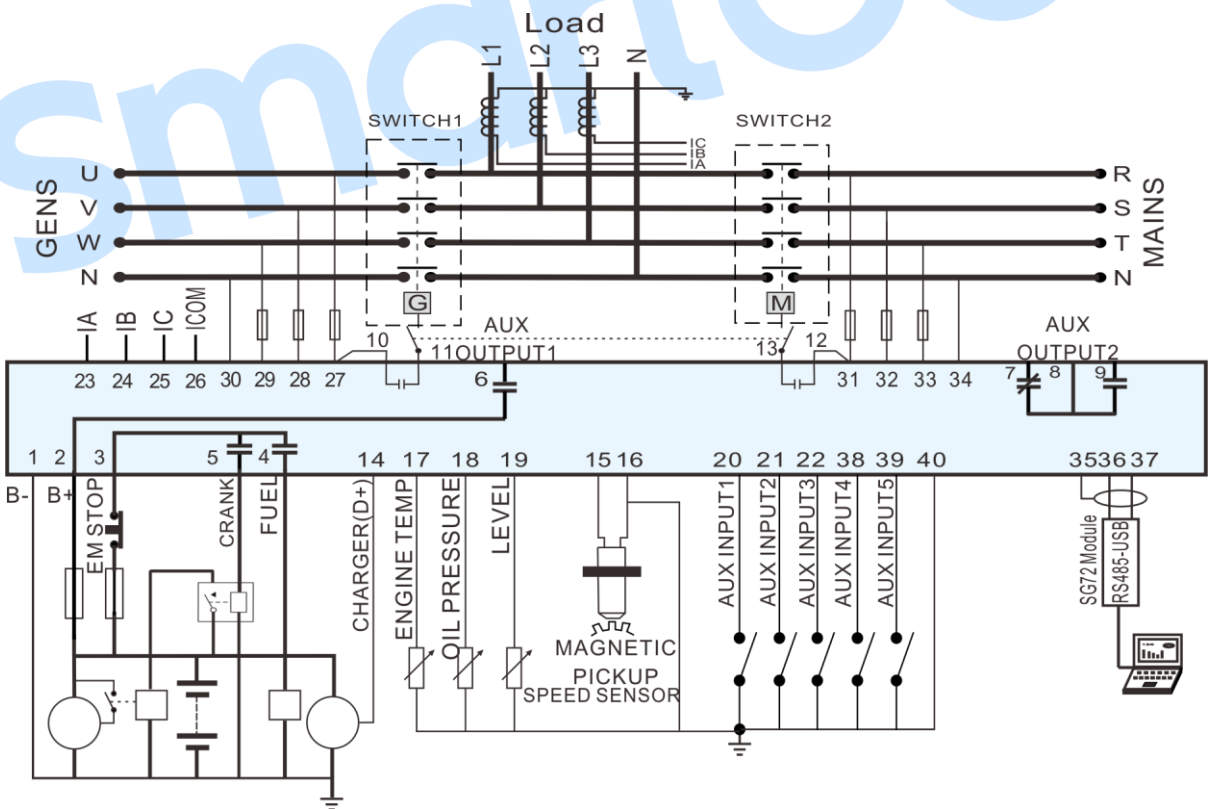 smartGe
Load
L1 L2 L3 N
SWITCH1 SWITCH2
IC
IB
IA
GENS
U
V
W
N
R
S
T
N
MAINS
G M
IA IB IC ICOM
AUX
OUTPUT1
AUX
OUTPUT2
10 11 6 13 12 7 8 9
23 24 25 26 30 29 28 27 31 32 33 34
1 2 3 5 4 14 17 18 19 15 16 20 21 22 38 39 40 35 36 37
B- B+
EM STOP
CRANK
FUEL
CHARGER(D+)
ENGINE TEMP
OIL PRESSURE
LEVEL
MAGNETIC
PICKUP
SPEED SENSOR
AUX INPUT1
AUX INPUT2
AUX INPUT3
AUX INPUT4
AUX INPUT5
SG72 Module
RS485-USB